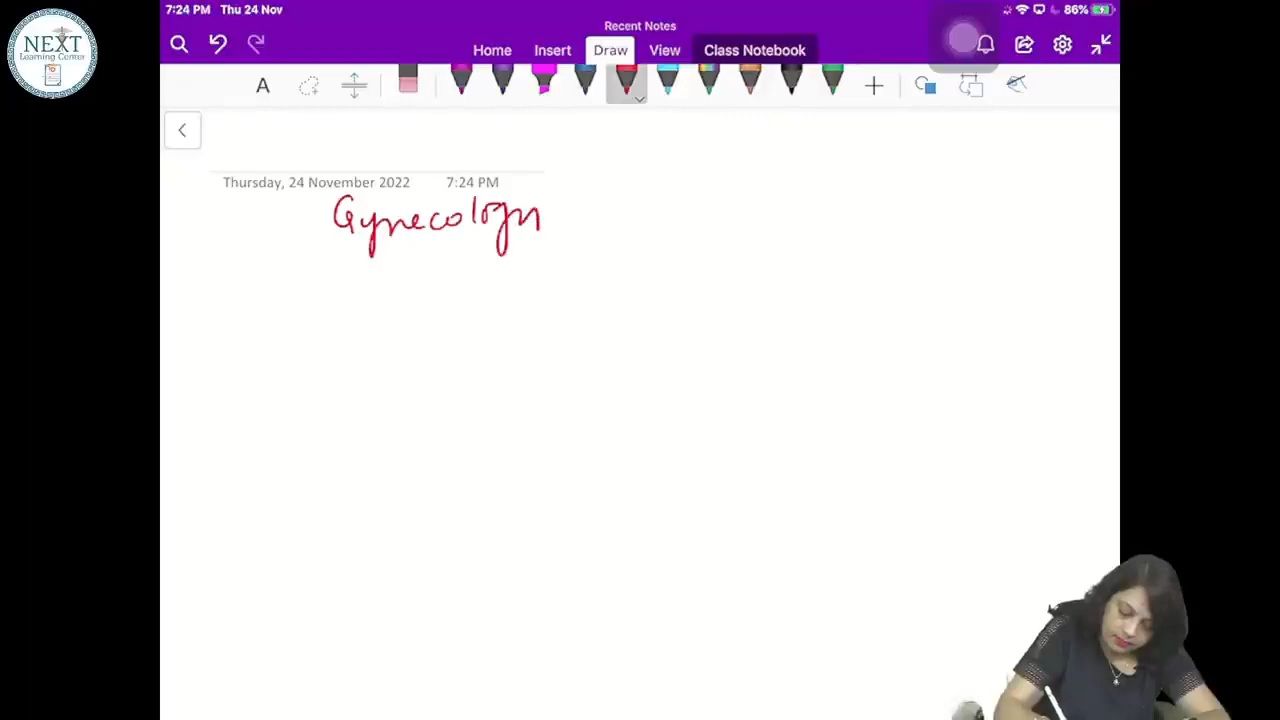 7:24 PM Thu 24 Nov
86%
NEXT
Learning Center
Recent Notes
Home Insert Draw View Class Notebook
A
Thursday, 24 November 2022 7:24 PM
Gynecology